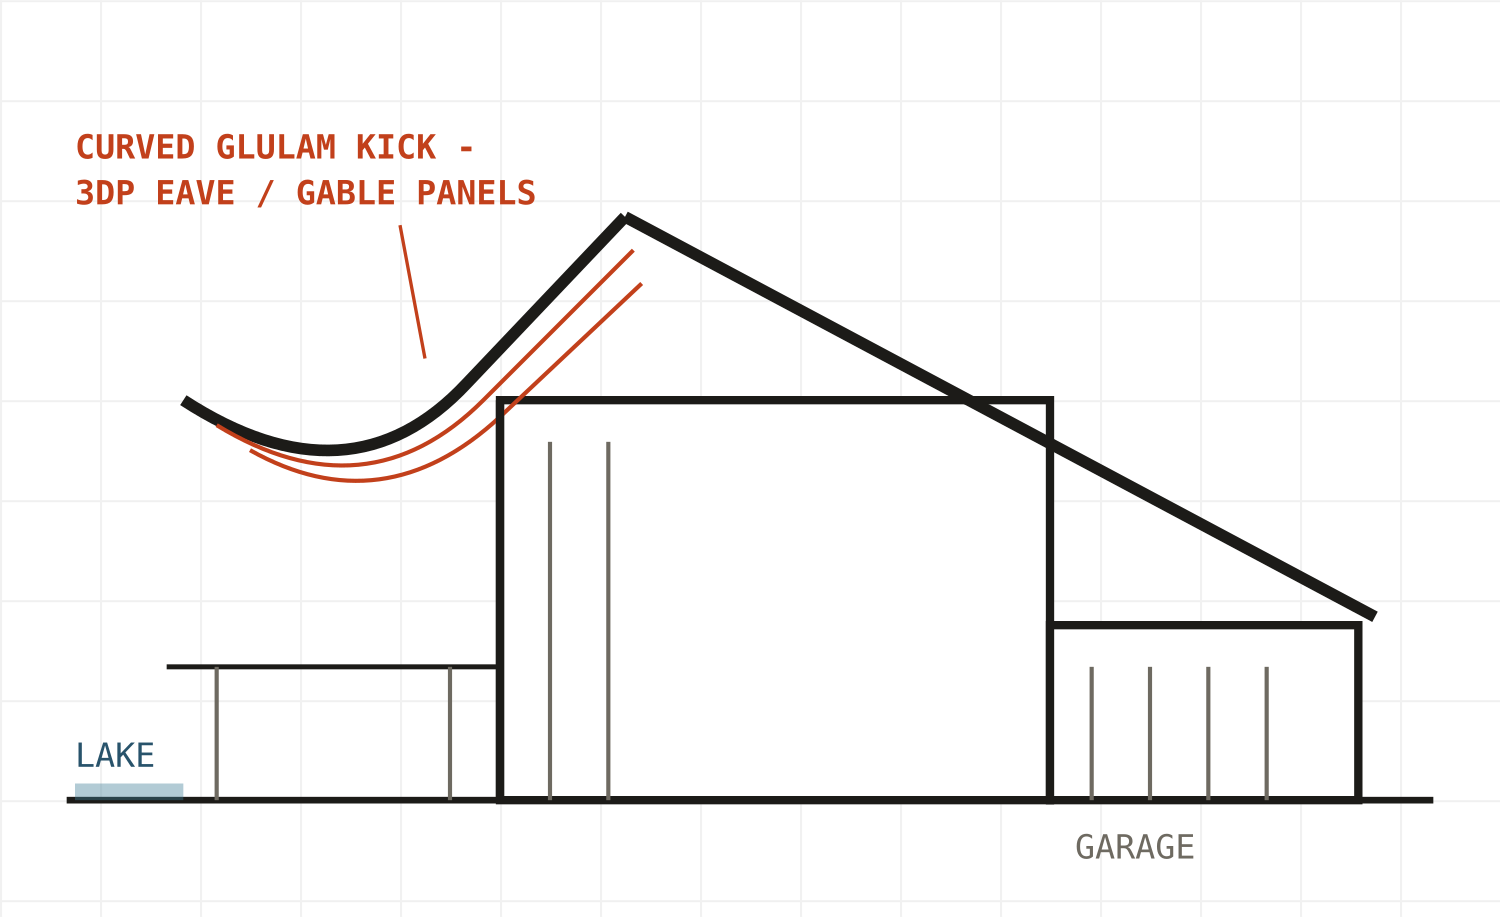 CURVED GLULAM KICK -
3DP EAVE / GABLE PANELS
LAKE
GARAGE